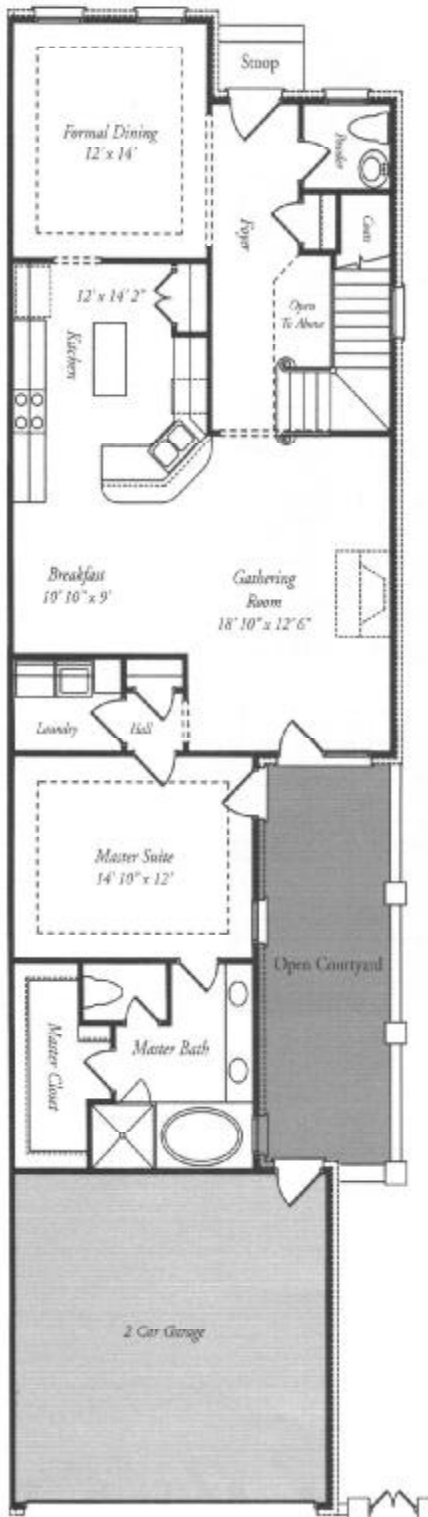 Stoop
Formal Dining
12' x 14'
Powder
Foyer
Coats
12' x 14' 2"
Kitchen
Open
To Above
Breakfast
10' 10" x 9'
Gathering
Room
18' 10" x 12' 6"
Laundry
Hall
Master Suite
14' 10" x 12'
Open Courtyard
Master Bath
Master Closet
2 Car Garage